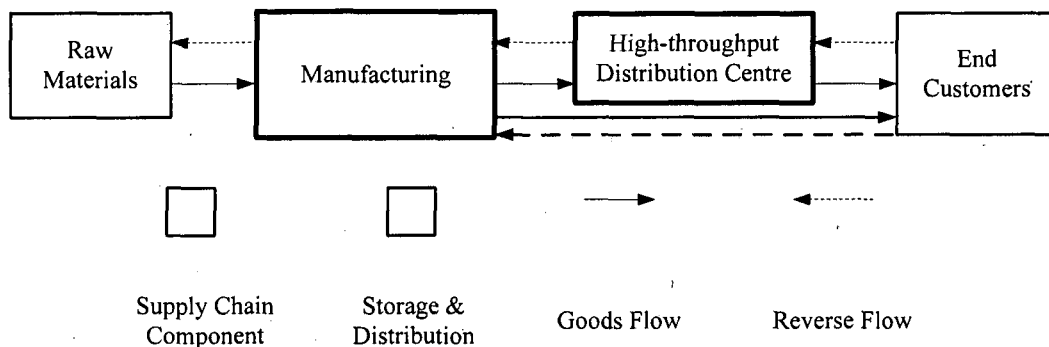 Raw
Materials
Manufacturing
High-throughput
Distribution Centre
End
Customers
Supply Chain
Component
Storage &
Distribution
Goods Flow
Reverse Flow